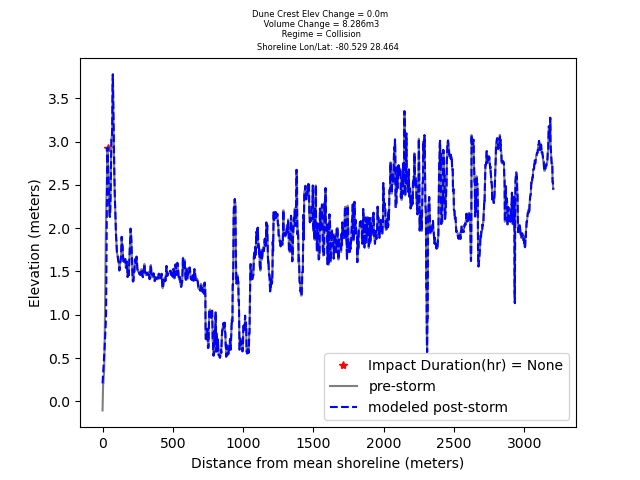 Dune Crest Elev Change = 0.0m
Volume Change = 8.286m3
Regime = Collision
Shoreline Lon/Lat: -80.529 28.464
3.5
3.0
2.5
2.0
1.5
1.0
0.5
0.0
Elevation (meters)
Impact Duration(hr) = None
pre-storm
modeled post-storm
0 500 1000 1500 2000 2500 3000
Distance from mean shoreline (meters)